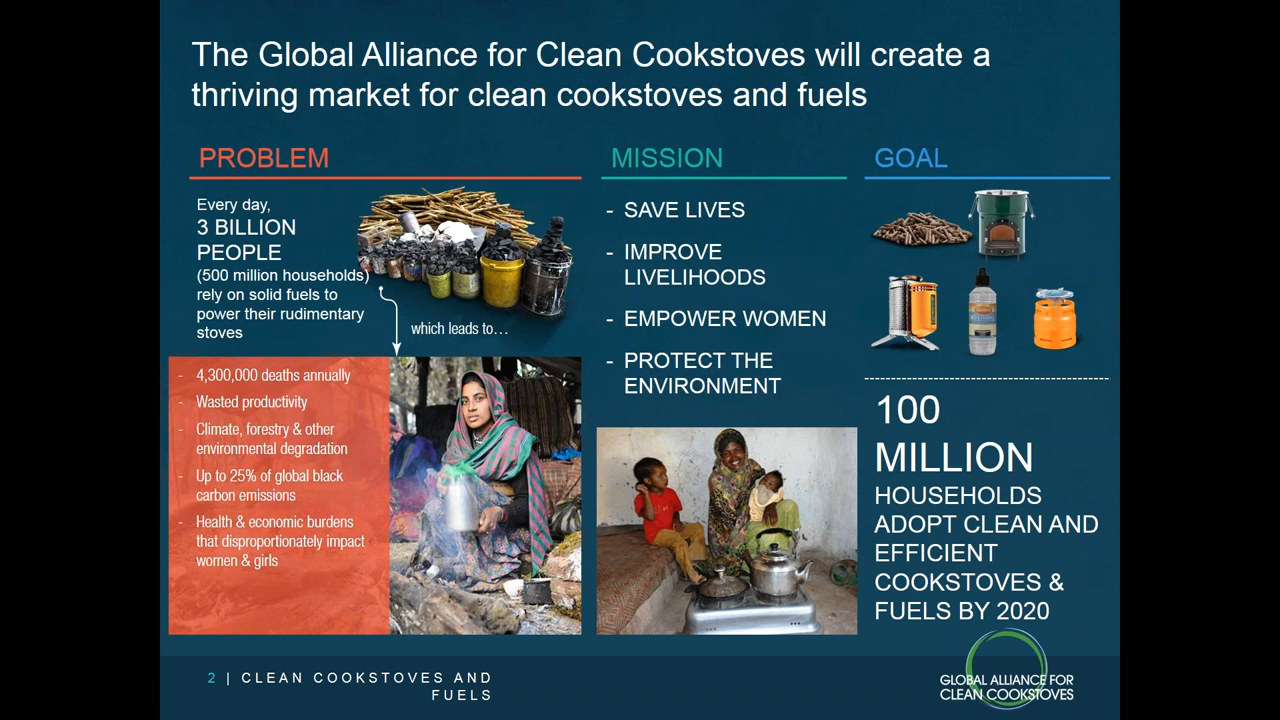 The Global Alliance for Clean Cookstoves will create a
thriving market for clean cookstoves and fuels
PROBLEM
Every day,
3 BILLION
PEOPLE
(500 million households)
rely on solid fuels to
power their rudimentary
stoves
which leads to…
- 4,300,000 deaths annually
- Wasted productivity
- Climate, forestry & other
environmental degradation
- Up to 25% of global black
carbon emissions
- Health & economic burdens
that disproportionately impact
women & girls
MISSION
- SAVE LIVES
- IMPROVE
LIVELIHOODS
- EMPOWER WOMEN
- PROTECT THE
ENVIRONMENT
GOAL
100
MILLION
HOUSEHOLDS
ADOPT CLEAN AND
EFFICIENT
COOKSTOVES &
FUELS BY 2020
2 | CLEAN COOKSTOVES AND
FUELS
GLOBAL ALLIANCE FOR
CLEAN COOKSTOVES